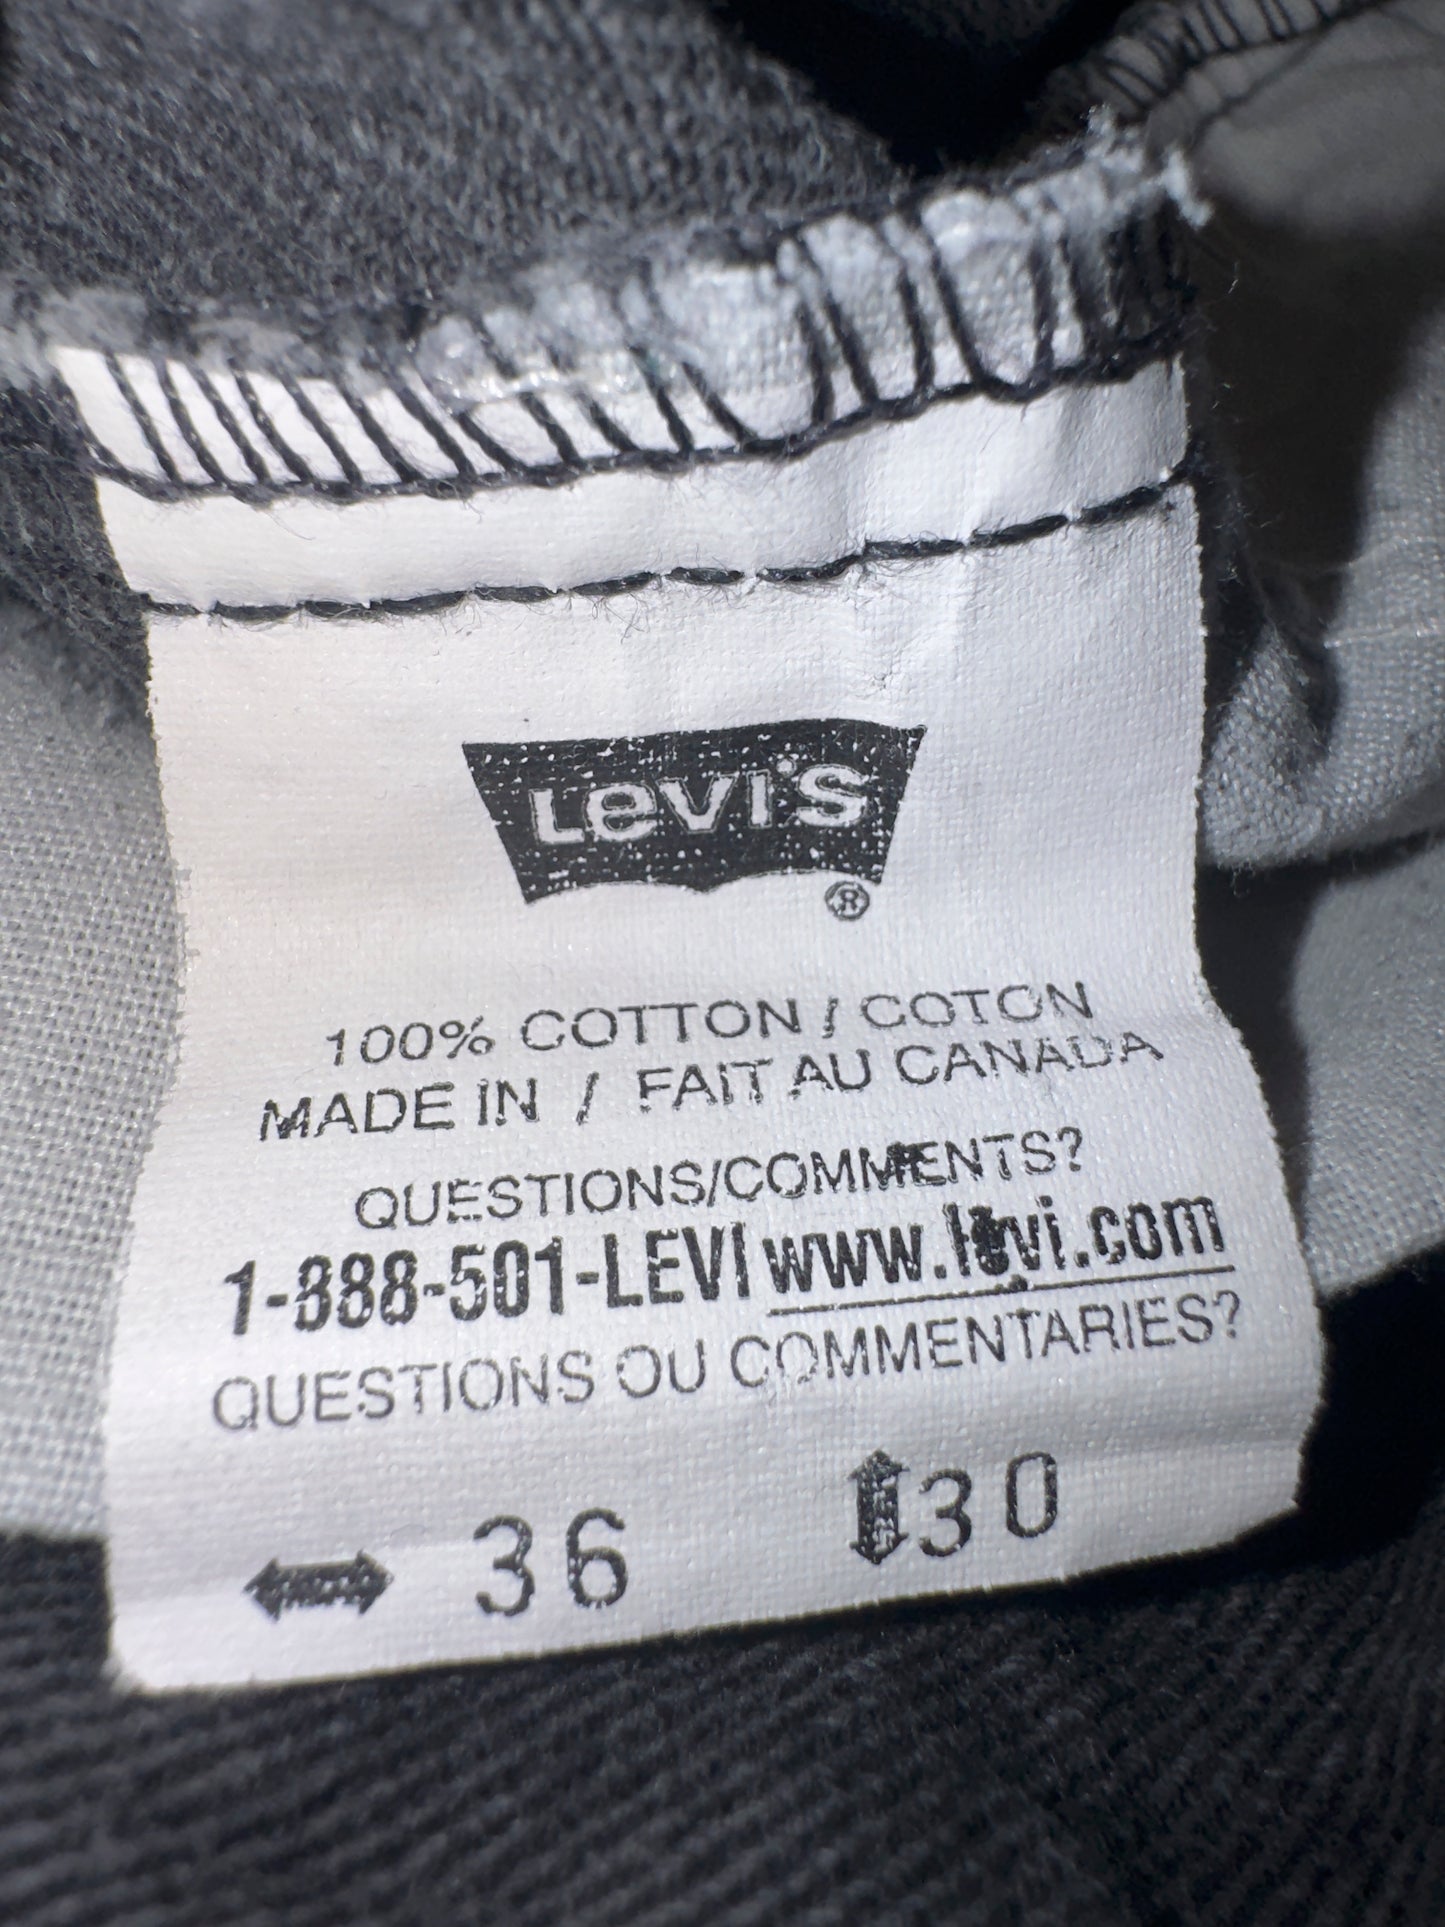 LEVI'S
®
100% COTTON / COTON
MADE IN / FAIT AU CANADA
QUESTIONS/COMMENTS?
1-888-501-LEVI www.levi.com
QUESTIONS OU COMMENTARIES?
36 30